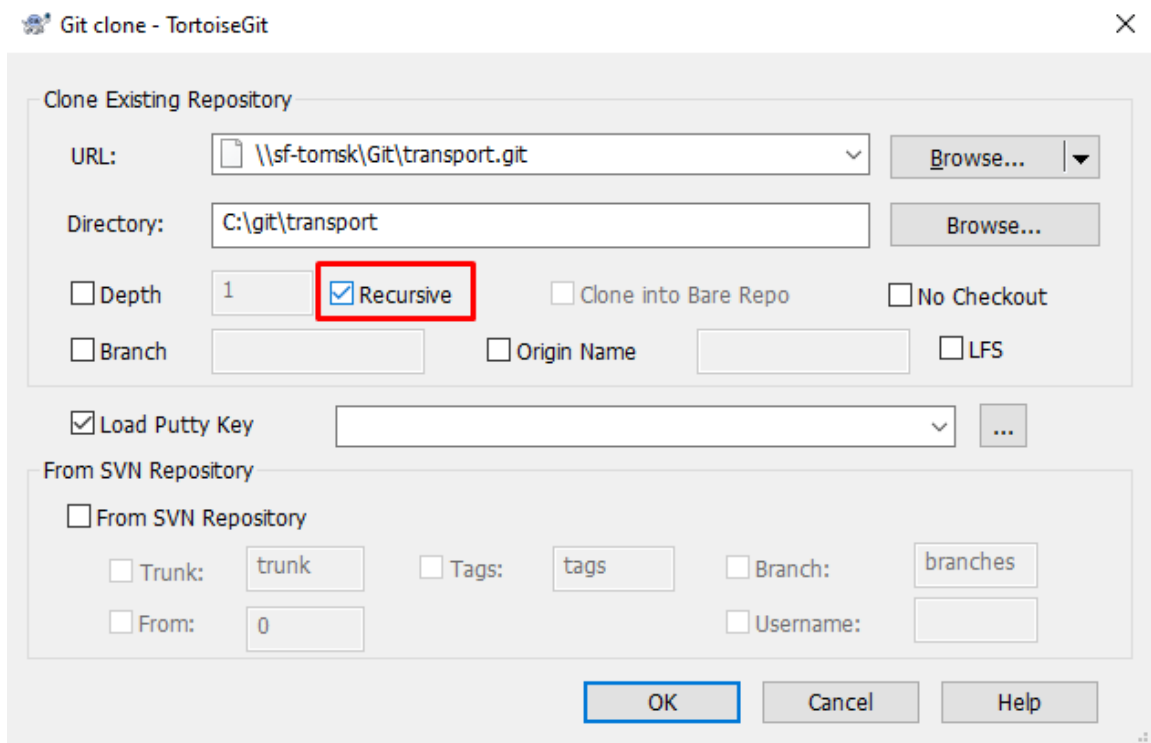 Git clone - TortoiseGit
Clone Existing Repository
URL: \\sf-tomsk\Git\transport.git Browse...
Directory: C:\git\transport Browse...
Depth 1 Recursive Clone into Bare Repo No Checkout
Branch Origin Name LFS
Load Putty Key ...
From SVN Repository
From SVN Repository
Trunk: trunk Tags: tags Branch: branches
From: 0 Username:
OK Cancel Help